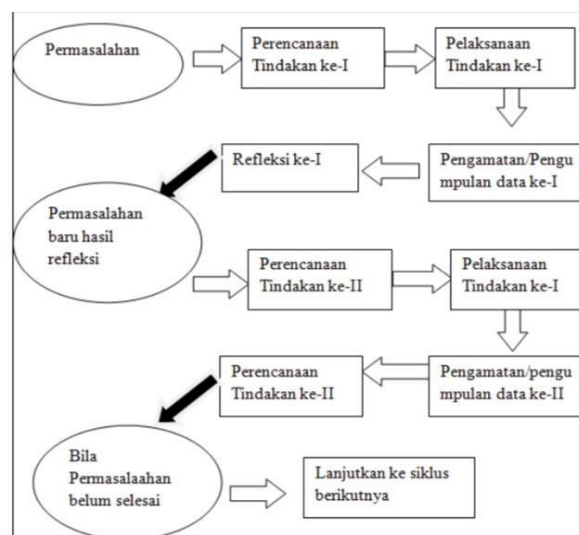 Permasalahan
Perencanaan
Tindakan ke-I
Pelaksanaan
Tindakan ke-I
Refleksi ke-I
Pengamatan/Pengu
mpulan data ke-I
Permasalahan
baru hasil
refleksi
Perencanaan
Tindakan ke-II
Pelaksanaan
Tindakan ke-I
Perencanaan
Tindakan ke-II
Pengamatan/pengu
mpulan data ke-II
Bila
Permasalaahan
belum selesai
Lanjutkan ke siklus
berikutnya